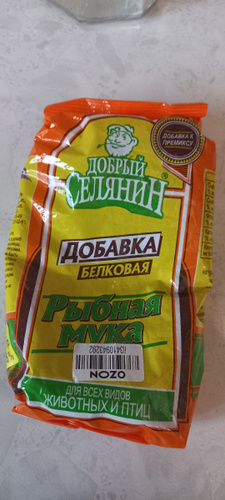 ДОБАВКА К
ПРЕМИКСУ
ДОБРЫЙ
СЕЛЯНИН®
ДОБАВКА
БЕЛКОВАЯ
Рыбная
мука
OZON
ДЛЯ ВСЕХ ВИДОВ
ЖИВОТНЫХ И ПТИЦ